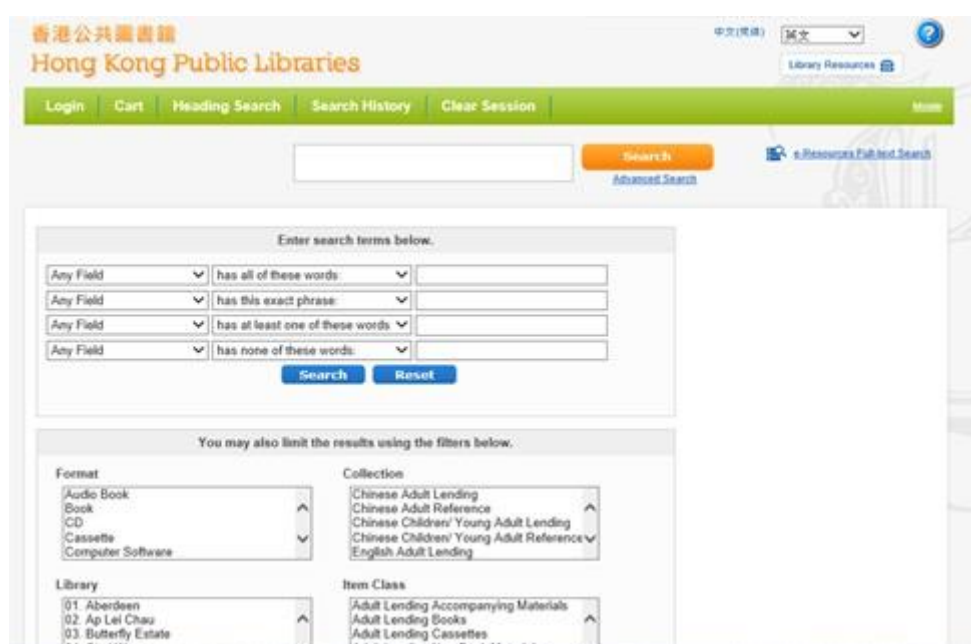 香港公共圖書館
Hong Kong Public Libraries
中文(繁體)
英文
Library Resources
Login
Cart
Heading Search
Search History
Clear Session
Search
Advanced Search
e-Resources Full-text Search
Enter search terms below.
Any Field has all of these words:
Any Field has this exact phrase:
Any Field has at least one of these words
Any Field has none of these words:
Search Reset
You may also limit the results using the filters below.
Format
Audio Book
Book
CD
Cassette
Computer Software
Collection
Chinese Adult Lending
Chinese Adult Reference
Chinese Children/ Young Adult Lending
Chinese Children/ Young Adult Reference
English Adult Lending
Library
01. Aberdeen
02. Ap Lei Chau
03. Butterfly Estate
Item Class
Adult Lending Accompanying Materials
Adult Lending Books
Adult Lending Cassettes